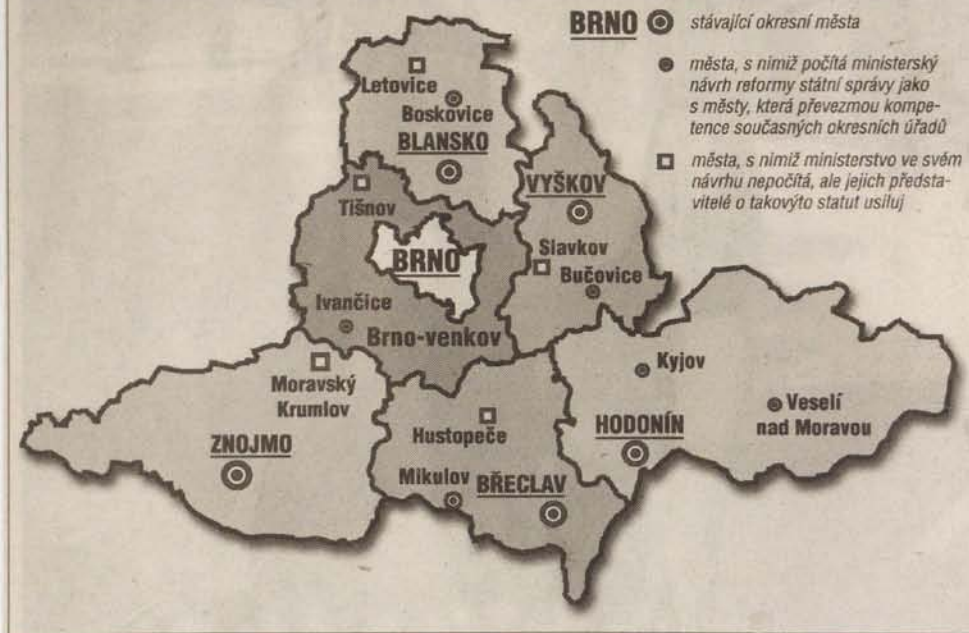 BRNO stávající okresní města
města, s nimiž počítá ministerský
návrh reformy státní správy jako
s městy, která převezmou kompe-
tence současných okresních úřadů
města, s nimiž ministerstvo ve svém
návrhu nepočítá, ale jejich předsta-
vitelé o takovýto statut usiluj
Letovice
Boskovice
BLANSKO
VYŠKOV
Tišnov
Slavkov
BRNO
Bučovice
Ivančice
Brno-venkov
Kyjov
Moravský
Krumlov
Veselí
nad Moravou
Hustopeče
HODONÍN
ZNOJMO
Mikulov
BŘECLAV